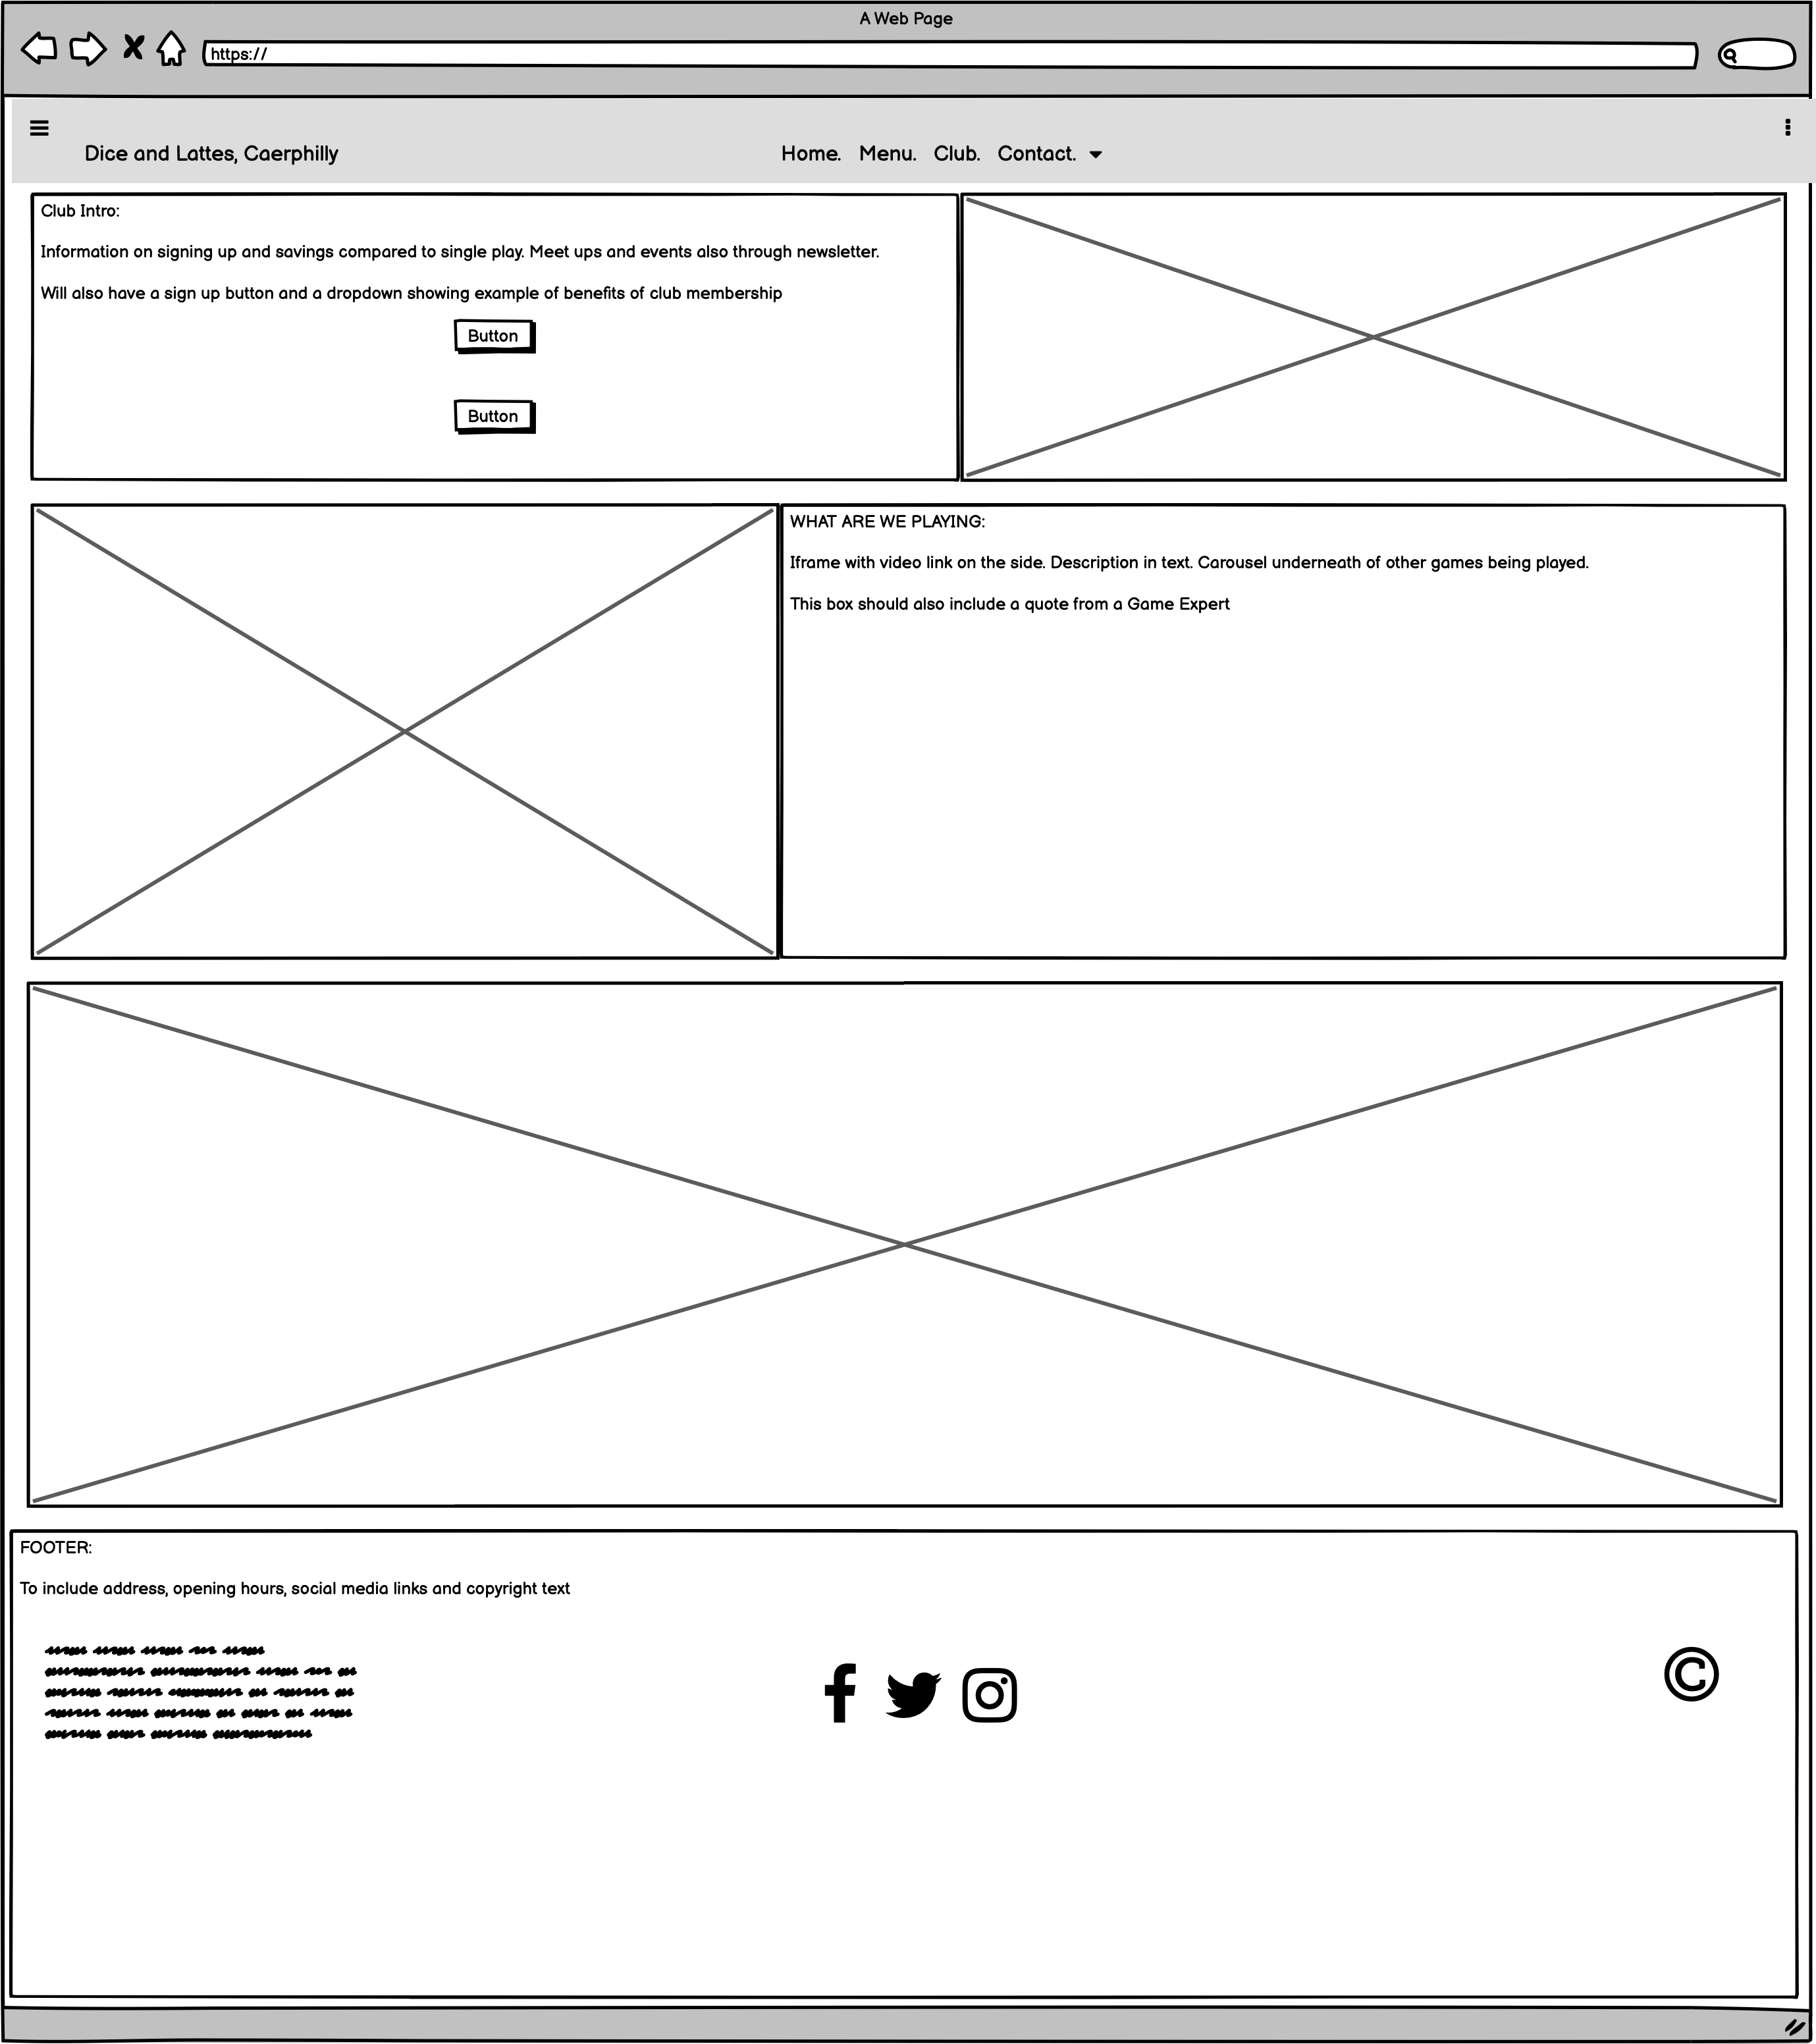 A Web Page
https://
Dice and Lattes, Caerphilly
Home. Menu. Club. Contact.
Club Intro:
Information on signing up and savings compared to single play. Meet ups and events also through newsletter.
Will also have a sign up button and a dropdown showing example of benefits of club membership
Button
Button
WHAT ARE WE PLAYING:
Iframe with video link on the side. Description in text. Carousel underneath of other games being played.
This box should also include a quote from a Game Expert
FOOTER:
To include address, opening hours, social media links and copyright text
©